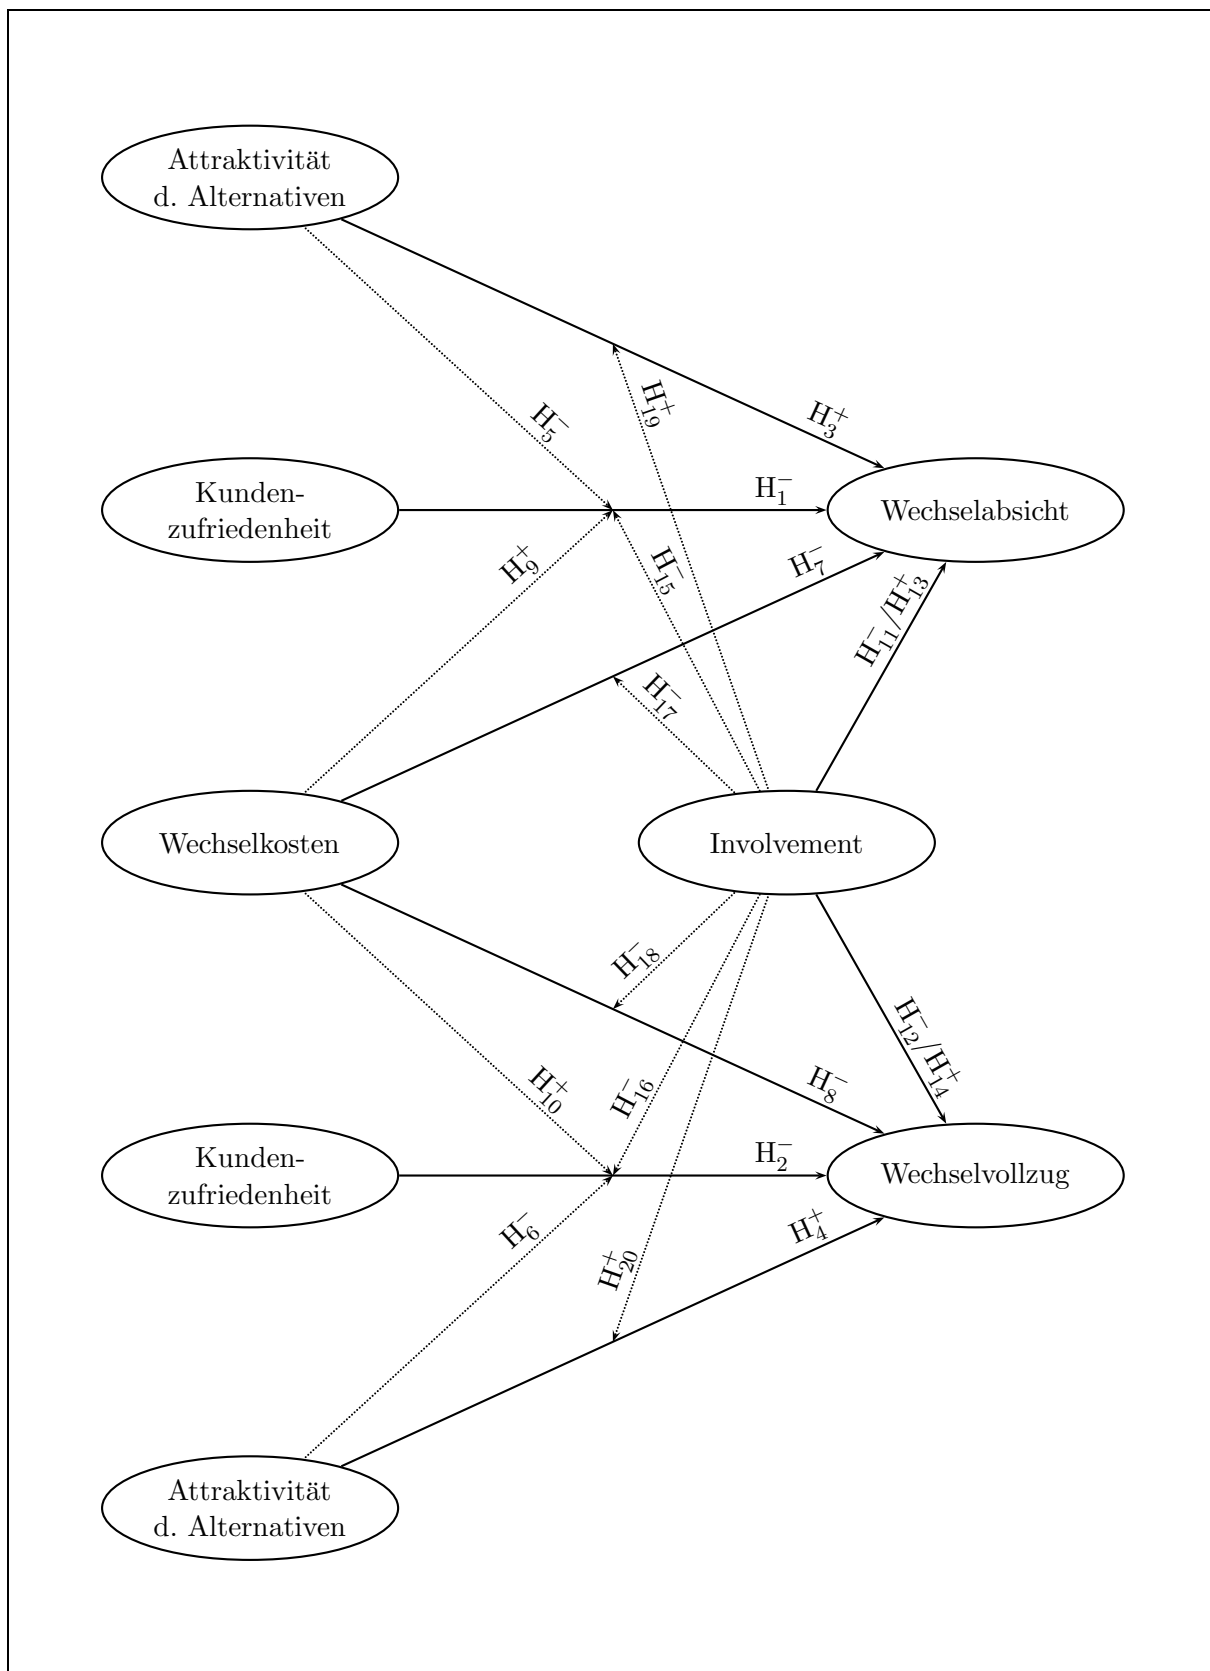 Attraktivität
d. Alternativen
H₁₉⁺
H₃⁺
H₅⁻
Kunden-
zufriedenheit
H₁⁻
Wechselabsicht
H₉⁺
H₁₅⁻
H₇⁻
H₁₁⁻/H₁₃⁺
H₁₇⁻
Wechselkosten
Involvement
H₁₈⁻
H₁₂⁻/H₁₄⁺
H₁₀⁺
H₁₆⁻
H₈⁻
Kunden-
zufriedenheit
H₂⁻
Wechselvollzug
H₆⁻
H₂₀⁺
H₄⁺
Attraktivität
d. Alternativen